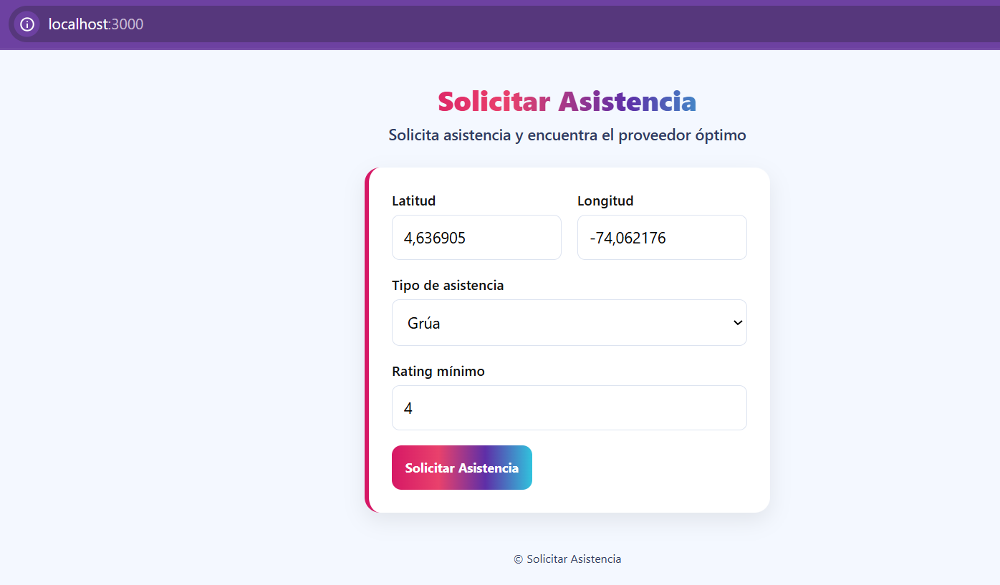 localhost:3000
Solicitar Asistencia
Solicita asistencia y encuentra el proveedor óptimo
Latitud Longitud
4,636905 -74,062176
Tipo de asistencia
Grúa
Rating mínimo
4
Solicitar Asistencia
© Solicitar Asistencia